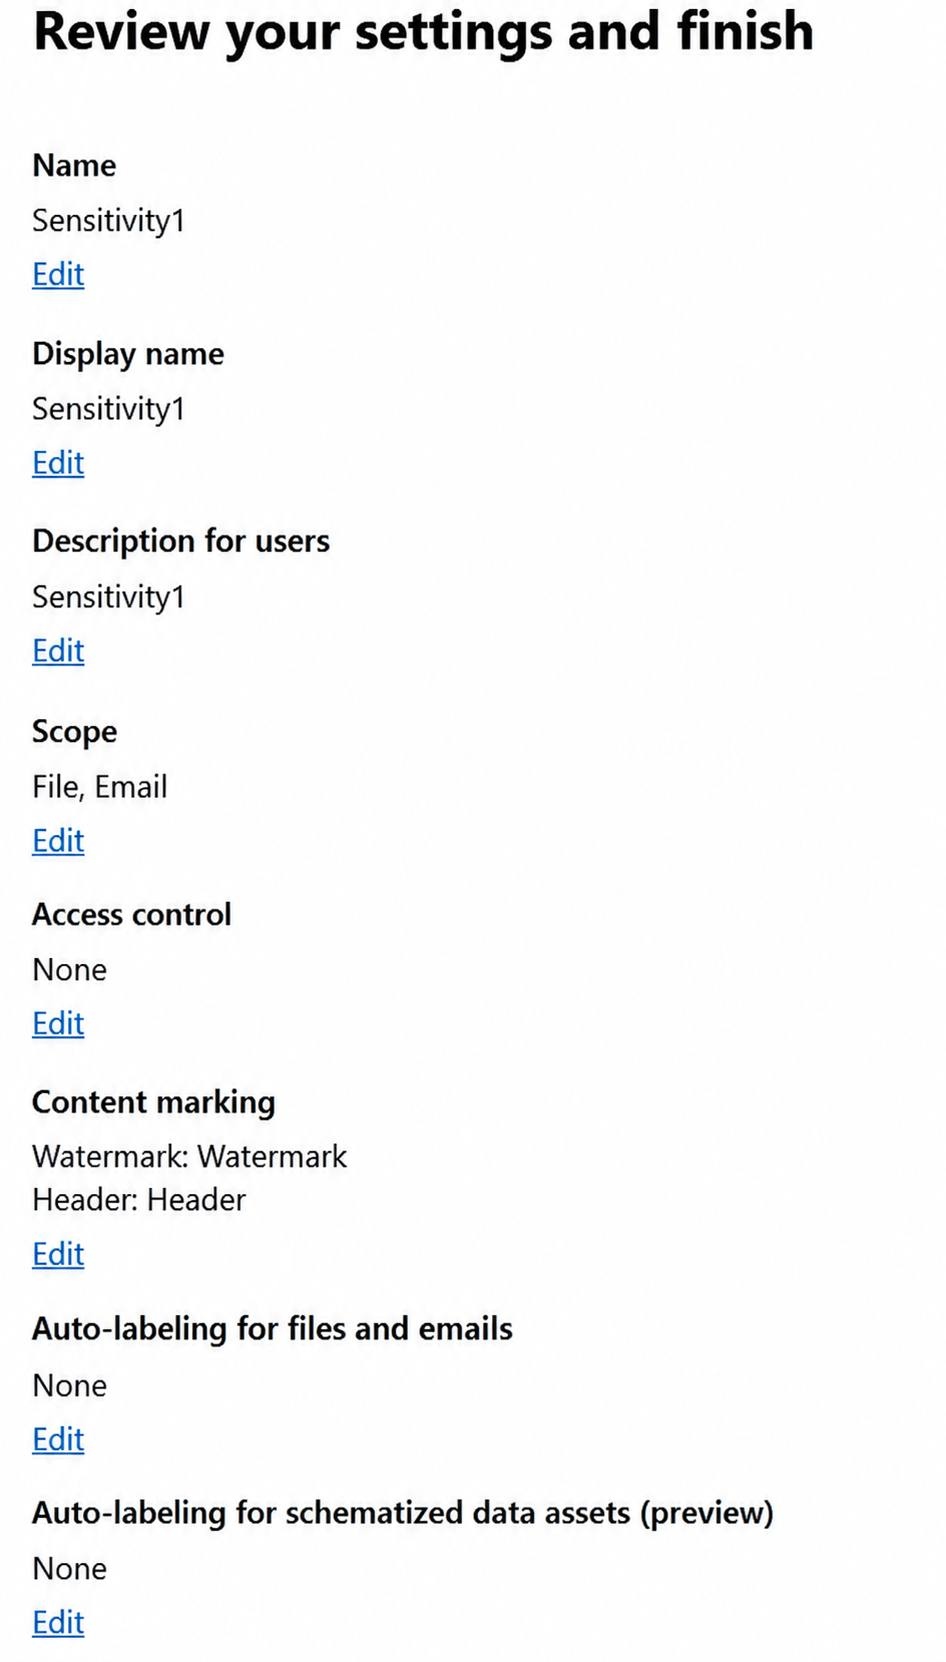 Review your settings and finish
Name
Sensitivity1
Edit
Display name
Sensitivity1
Edit
Description for users
Sensitivity1
Edit
Scope
File, Email
Edit
Access control
None
Edit
Content marking
Watermark: Watermark
Header: Header
Edit
Auto-labeling for files and emails
None
Edit
Auto-labeling for schematized data assets (preview)
None
Edit